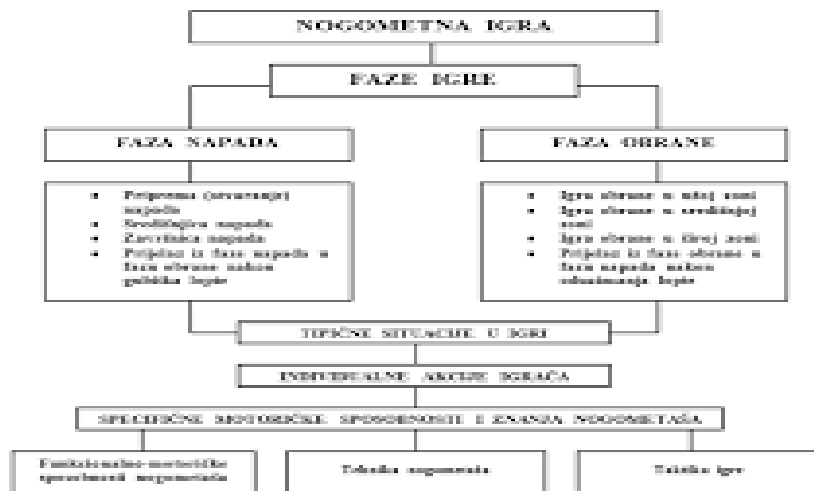 NOGOMETNA IGRA
FAZE IGRE
FAZA NAPADA
FAZA OBRANE
Priprema (otvaranje)
napada
Središnjica napada
Završnica napada
Prijelaz iz faze napada u
fazu obrane nakon
gubitka lopte
Igra obrane u užoj zoni
Igra obrane u središnjoj
zoni
Igra obrane u široj zoni
Prijelaz iz faze obrane u
fazu napada nakon
oduzimanja lopte
TIPIČNE SITUACIJE U IGRI
INDIVIDUALNE AKCIJE IGRAČA
SPECIFIČNE MOTORIČKE SPOSOBNOSTI I ZNANJA NOGOMETAŠA
Funkcionalno-motoričke
sposobnosti nogometaša
Tehnika nogometa
Taktika igre